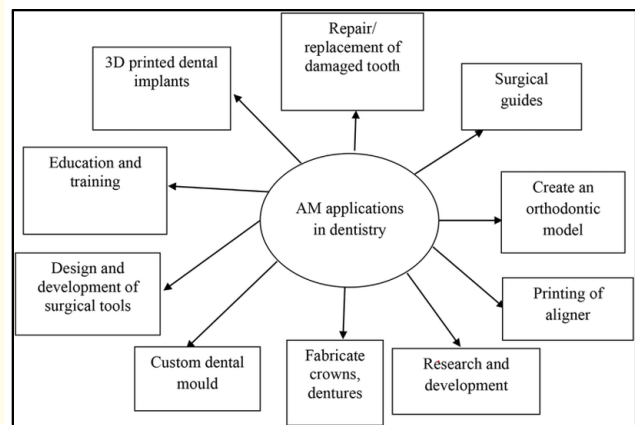 Repair/
replacement of
damaged tooth
3D printed dental
implants
Surgical
guides
Education and
training
Create an
orthodontic
model
AM applications
in dentistry
Design and
development of
surgical tools
Printing of
aligner
Custom dental
mould
Fabricate
crowns,
dentures
Research and
development